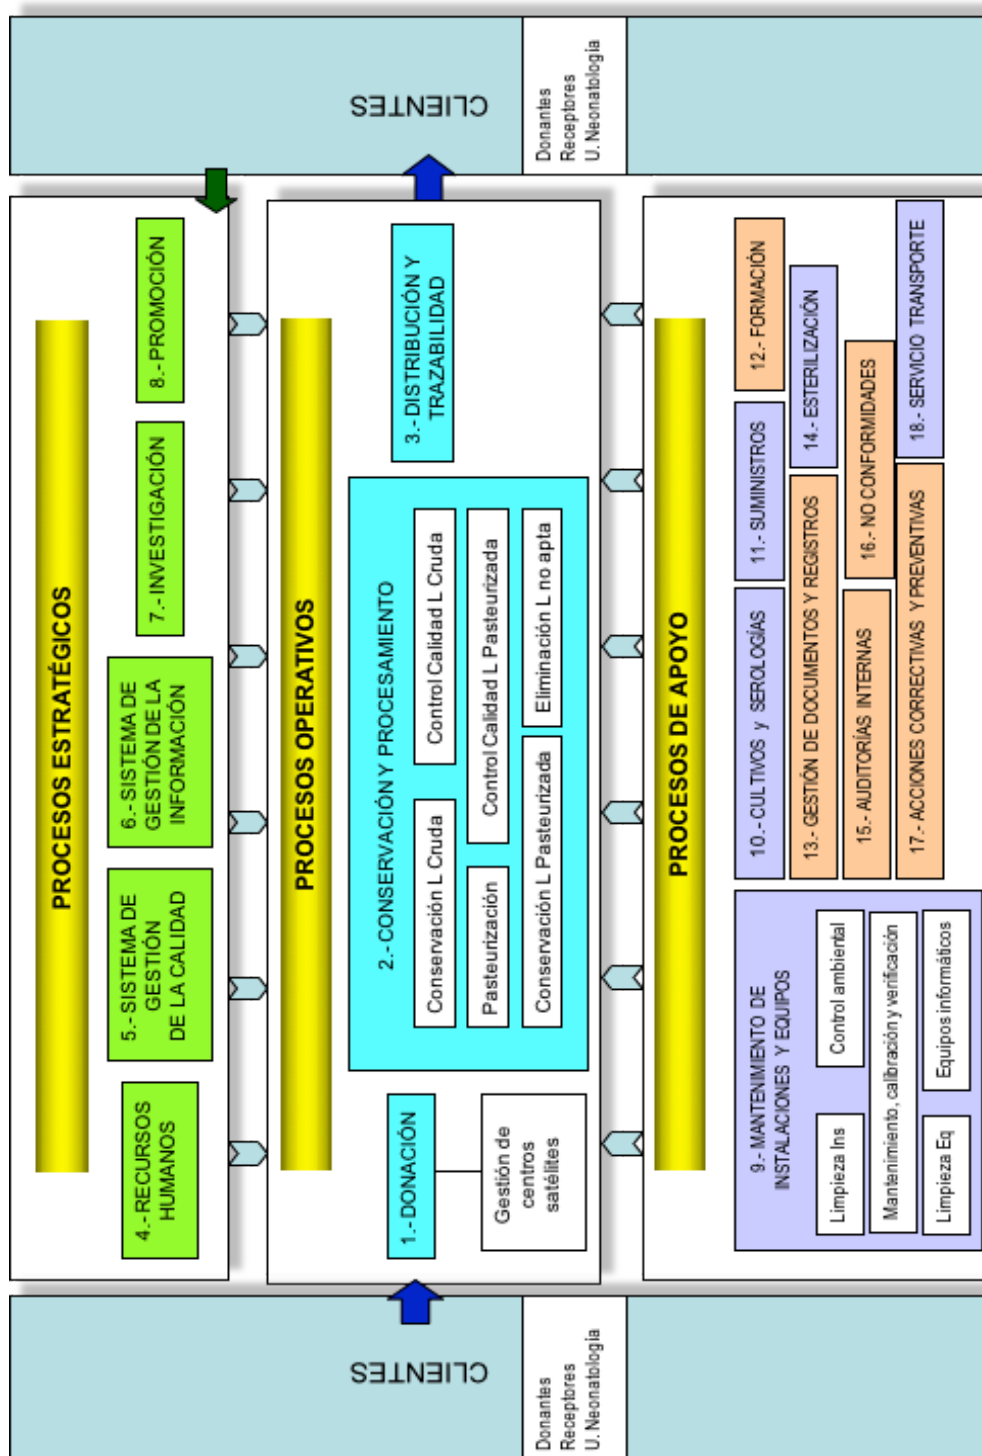 CLIENTES
Donantes
Receptores
U. Neonatologia
PROCESOS ESTRATÉGICOS
4.- RECURSOS
HUMANOS
5.- SISTEMA DE
GESTIÓN
DE LA CALIDAD
6.- SISTEMA DE
GESTIÓN DE LA
INFORMACIÓN
7.- INVESTIGACIÓN
8.- PROMOCIÓN
PROCESOS OPERATIVOS
1.- DONACIÓN
Gestión de
centros
satélites
2.- CONSERVACIÓN Y PROCESAMIENTO
Conservación L Cruda
Control Calidad L Cruda
Pasteurización
Control Calidad L Pasteurizada
Conservación L Pasteurizada
Eliminación L no apta
3.- DISTRIBUCIÓN Y
TRAZABILIDAD
PROCESOS DE APOYO
9.- MANTENIMIENTO DE
INSTALACIONES Y EQUIPOS
Limpieza Ins
Control ambiental
Mantenimiento, calibración y verificación
Limpieza Eq
Equipos informáticos
10.- CULTIVOS y SEROLOGÍAS
11.- SUMINISTROS
12.- FORMACIÓN
13.- GESTIÓN DE DOCUMENTOS Y REGISTROS
14.- ESTERILIZACIÓN
15.- AUDITORÍAS INTERNAS
16.- NO CONFORMIDADES
17.- ACCIONES CORRECTIVAS Y PREVENTIVAS
18.- SERVICIO TRANSPORTE
CLIENTES
Donantes
Receptores
U. Neonatologia